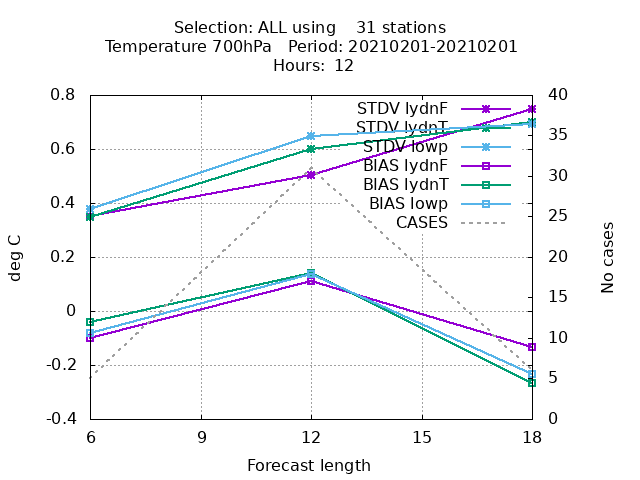 Selection: ALL using    31 stations
Temperature 700hPa   Period: 20210201-20210201
Hours:  12
0.8
0.6
0.4
0.2
0
-0.2
-0.4
40
35
30
25
20
15
10
5
0
STDV lydnF
STDV lydnT
STDV lowp
BIAS lydnF
BIAS lydnT
BIAS lowp
CASES
deg C
No cases
6
9
12
15
18
Forecast length